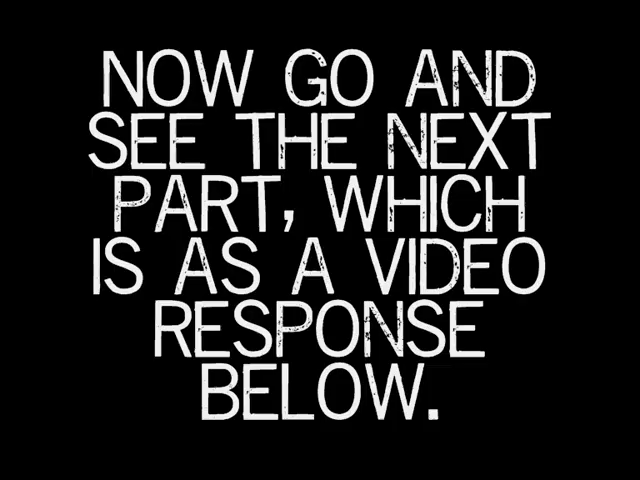 NOW GO AND
SEE THE NEXT
PART, WHICH
IS AS A VIDEO
RESPONSE
BELOW.